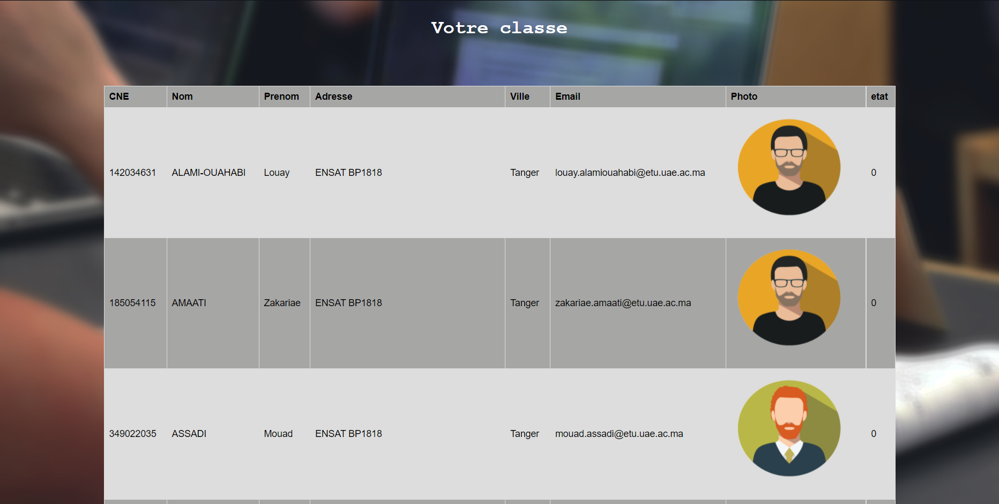 Votre classe
CNE Nom Prenom Adresse Ville Email Photo etat
142034631 ALAMI-OUAHABI Louay ENSAT BP1818 Tanger louay.alamiouahabi@etu.uae.ac.ma 0
185054115 AMAATI Zakariae ENSAT BP1818 Tanger zakariae.amaati@etu.uae.ac.ma 0
349022035 ASSADI Mouad ENSAT BP1818 Tanger mouad.assadi@etu.uae.ac.ma 0